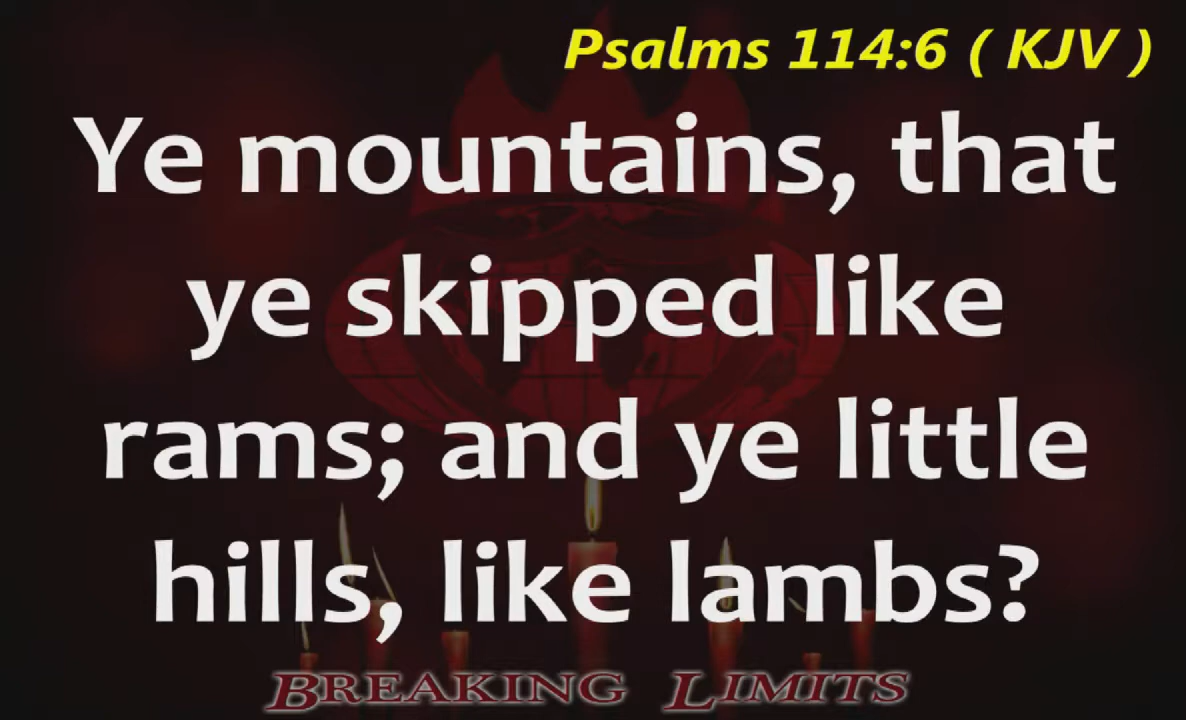 Psalms 114:6 ( KJV )
Ye mountains, that
ye skipped like
rams; and ye little
hills, like lambs?
BREAKING LIMITS